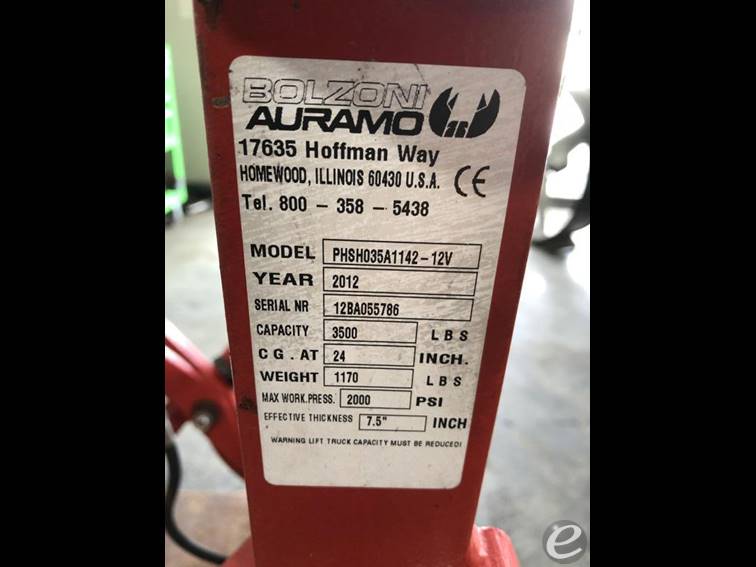 BOLZONI
AURAMO
17635 Hoffman Way
HOMEWOOD, ILLINOIS 60430 U.S.A. CE
Tel. 800 - 358 - 5438
MODEL PHSH035A1142-12V
YEAR 2012
SERIAL NR 12BA055786
CAPACITY 3500 LBS
CG. AT 24 INCH.
WEIGHT 1170 LBS
MAX WORK.PRESS. 2000 PSI
EFFECTIVE THICKNESS 7.5" INCH
WARNING LIFT TRUCK CAPACITY MUST BE REDUCED!
e